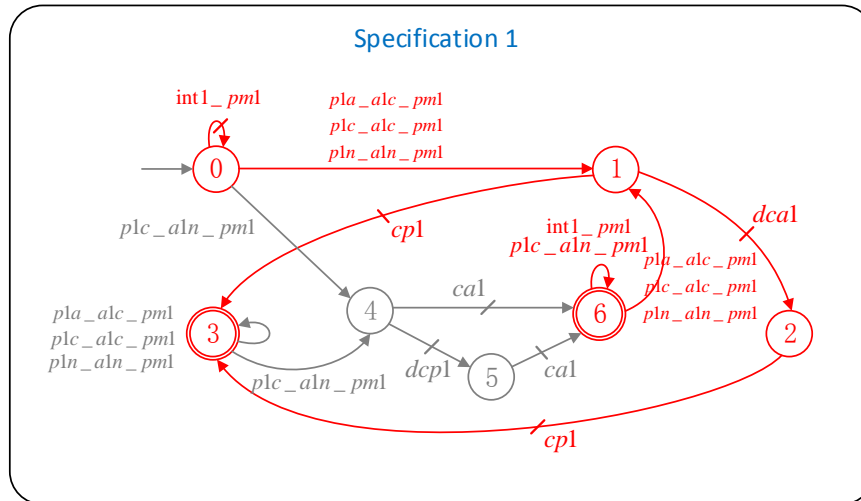 Specification 1
int1_pm1
p1a_a1c_pm1
p1c_a1c_pm1
p1n_a1n_pm1
0
1
p1c_a1n_pm1
cp1
dca1
int1_pm1
p1c_a1n_pm1
p1a_a1c_pm1
p1c_a1c_pm1
p1n_a1n_pm1
ca1
p1a_a1c_pm1
p1c_a1c_pm1
p1n_a1n_pm1
3
4
6
2
dcp1
ca1
p1c_a1n_pm1
5
cp1